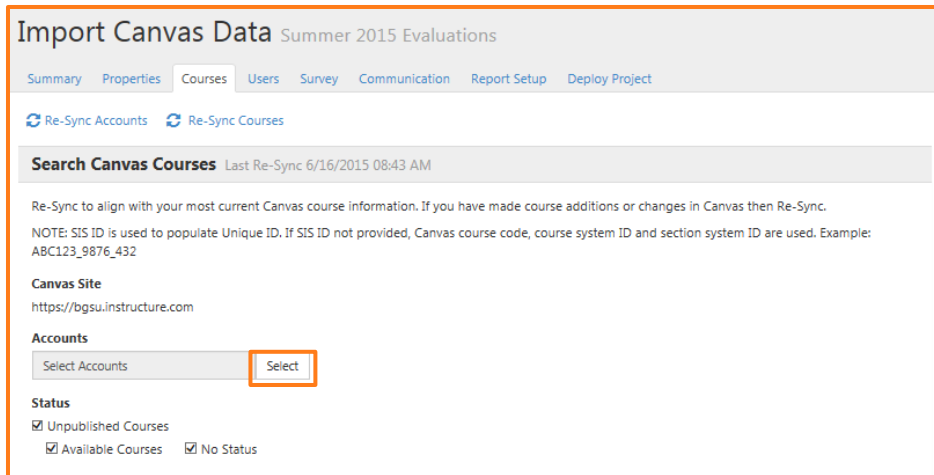 Import Canvas Data Summer 2015 Evaluations
Summary Properties Courses Users Survey Communication Report Setup Deploy Project
Re-Sync Accounts Re-Sync Courses
Search Canvas Courses Last Re-Sync 6/16/2015 08:43 AM
Re-Sync to align with your most current Canvas course information. If you have made course additions or changes in Canvas then Re-Sync.
NOTE: SIS ID is used to populate Unique ID. If SIS ID not provided, Canvas course code, course system ID and section system ID are used. Example:
ABC123_9876_432
Canvas Site
https://bgsu.instructure.com
Accounts
Select Accounts Select
Status
Unpublished Courses
Available Courses No Status